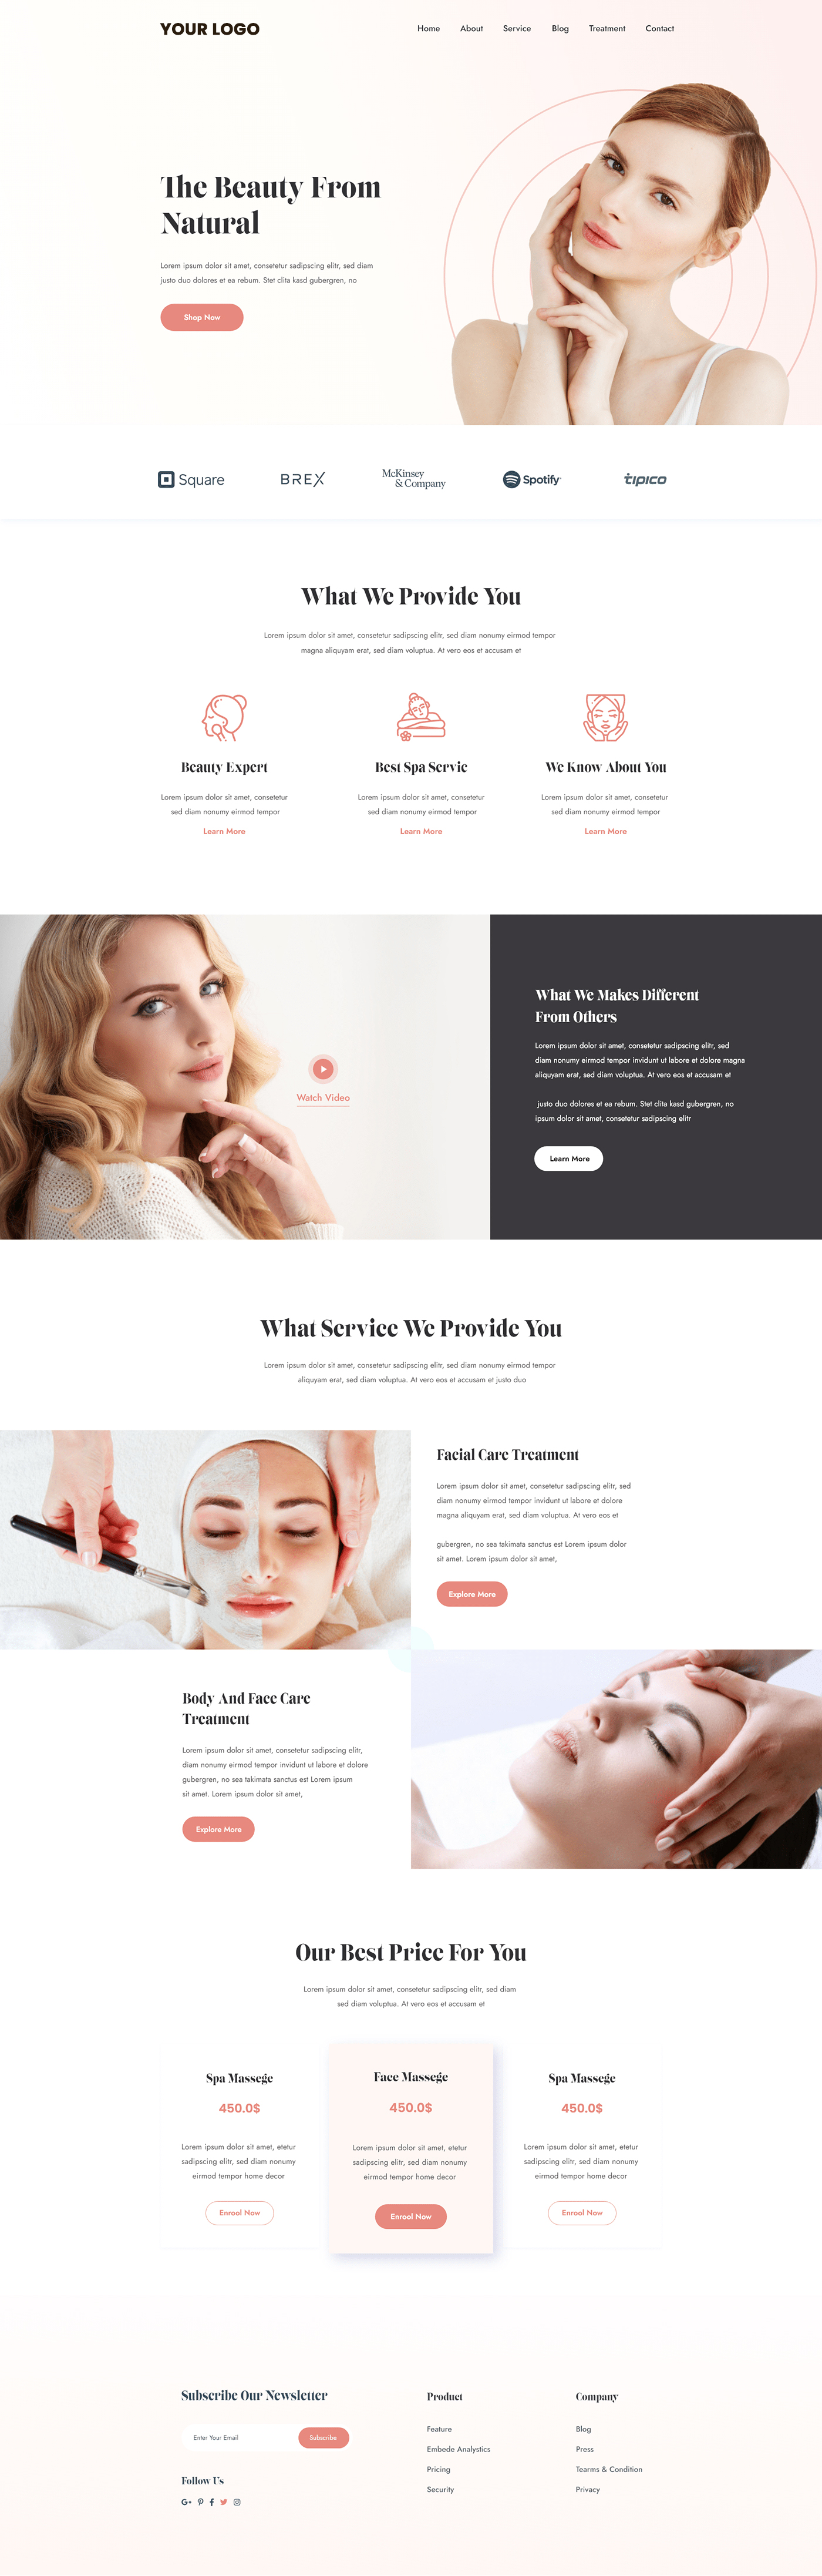 YOUR LOGO
Home About Service Blog Treatment Contact
The Beauty From
Natural
Lorem ipsum dolor sit amet, consetetur sadipscing elitr, sed diam
justo duo dolores et ea rebum. Stet clita kasd gubergren, no
Shop Now
Square
BREX
McKinsey
& Company
Spotify
tipico
What We Provide You
Lorem ipsum dolor sit amet, consetetur sadipscing elitr, sed diam nonumy eirmod tempor
magna aliquyam erat, sed diam voluptua. At vero eos et accusam et
Beauty Expert
Lorem ipsum dolor sit amet, consetetur
sed diam nonumy eirmod tempor
Learn More
Best Spa Servic
Lorem ipsum dolor sit amet, consetetur
sed diam nonumy eirmod tempor
Learn More
We Know About You
Lorem ipsum dolor sit amet, consetetur
sed diam nonumy eirmod tempor
Learn More
Watch Video
What We Makes Different
From Others
Lorem ipsum dolor sit amet, consetetur sadipscing elitr, sed
diam nonumy eirmod tempor invidunt ut labore et dolore magna
aliquyam erat, sed diam voluptua. At vero eos et accusam et
justo duo dolores et ea rebum. Stet clita kasd gubergren, no
ipsum dolor sit amet, consetetur sadipscing elitr
Learn More
What Service We Provide You
Lorem ipsum dolor sit amet, consetetur sadipscing elitr, sed diam nonumy eirmod tempor
aliquyam erat, sed diam voluptua. At vero eos et accusam et justo duo
Facial Care Treatment
Lorem ipsum dolor sit amet, consetetur sadipscing elitr, sed
diam nonumy eirmod tempor invidunt ut labore et dolore
magna aliquyam erat, sed diam voluptua. At vero eos et
gubergren, no sea takimata sanctus est Lorem ipsum dolor
sit amet. Lorem ipsum dolor sit amet,
Explore More
Body And Face Care
Treatment
Lorem ipsum dolor sit amet, consetetur sadipscing elitr,
diam nonumy eirmod tempor invidunt ut labore et dolore
gubergren, no sea takimata sanctus est Lorem ipsum
sit amet. Lorem ipsum dolor sit amet,
Explore More
Our Best Price For You
Lorem ipsum dolor sit amet, consetetur sadipscing elitr, sed diam
sed diam voluptua. At vero eos et accusam et
Spa Massege
450.0$
Lorem ipsum dolor sit amet, etetur
sadipscing elitr, sed diam nonumy
eirmod tempor home decor
Enrool Now
Face Massege
450.0$
Lorem ipsum dolor sit amet, etetur
sadipscing elitr, sed diam nonumy
eirmod tempor home decor
Enrool Now
Spa Massege
450.0$
Lorem ipsum dolor sit amet, etetur
sadipscing elitr, sed diam nonumy
eirmod tempor home decor
Enrool Now
Subscribe Our Newsletter
Enter Your Email
Subscribe
Follow Us
Product
Feature
Embede Analystics
Pricing
Security
Company
Blog
Press
Tearms & Condition
Privacy